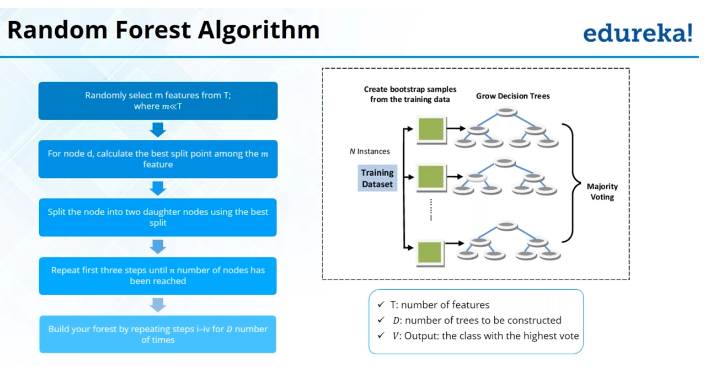 Random Forest Algorithm
edureka!
Randomly select m features from T;
where m≪T
For node d, calculate the best split point among the m
feature
Split the node into two daughter nodes using the best
split
Repeat first three steps until n number of nodes has
been reached
Build your forest by repeating steps i–iv for D number
of times
Create bootstrap samples
from the training data
Grow Decision Trees
N Instances
Training
Dataset
Majority
Voting
✓ T: number of features
✓ D: number of trees to be constructed
✓ V: Output: the class with the highest vote